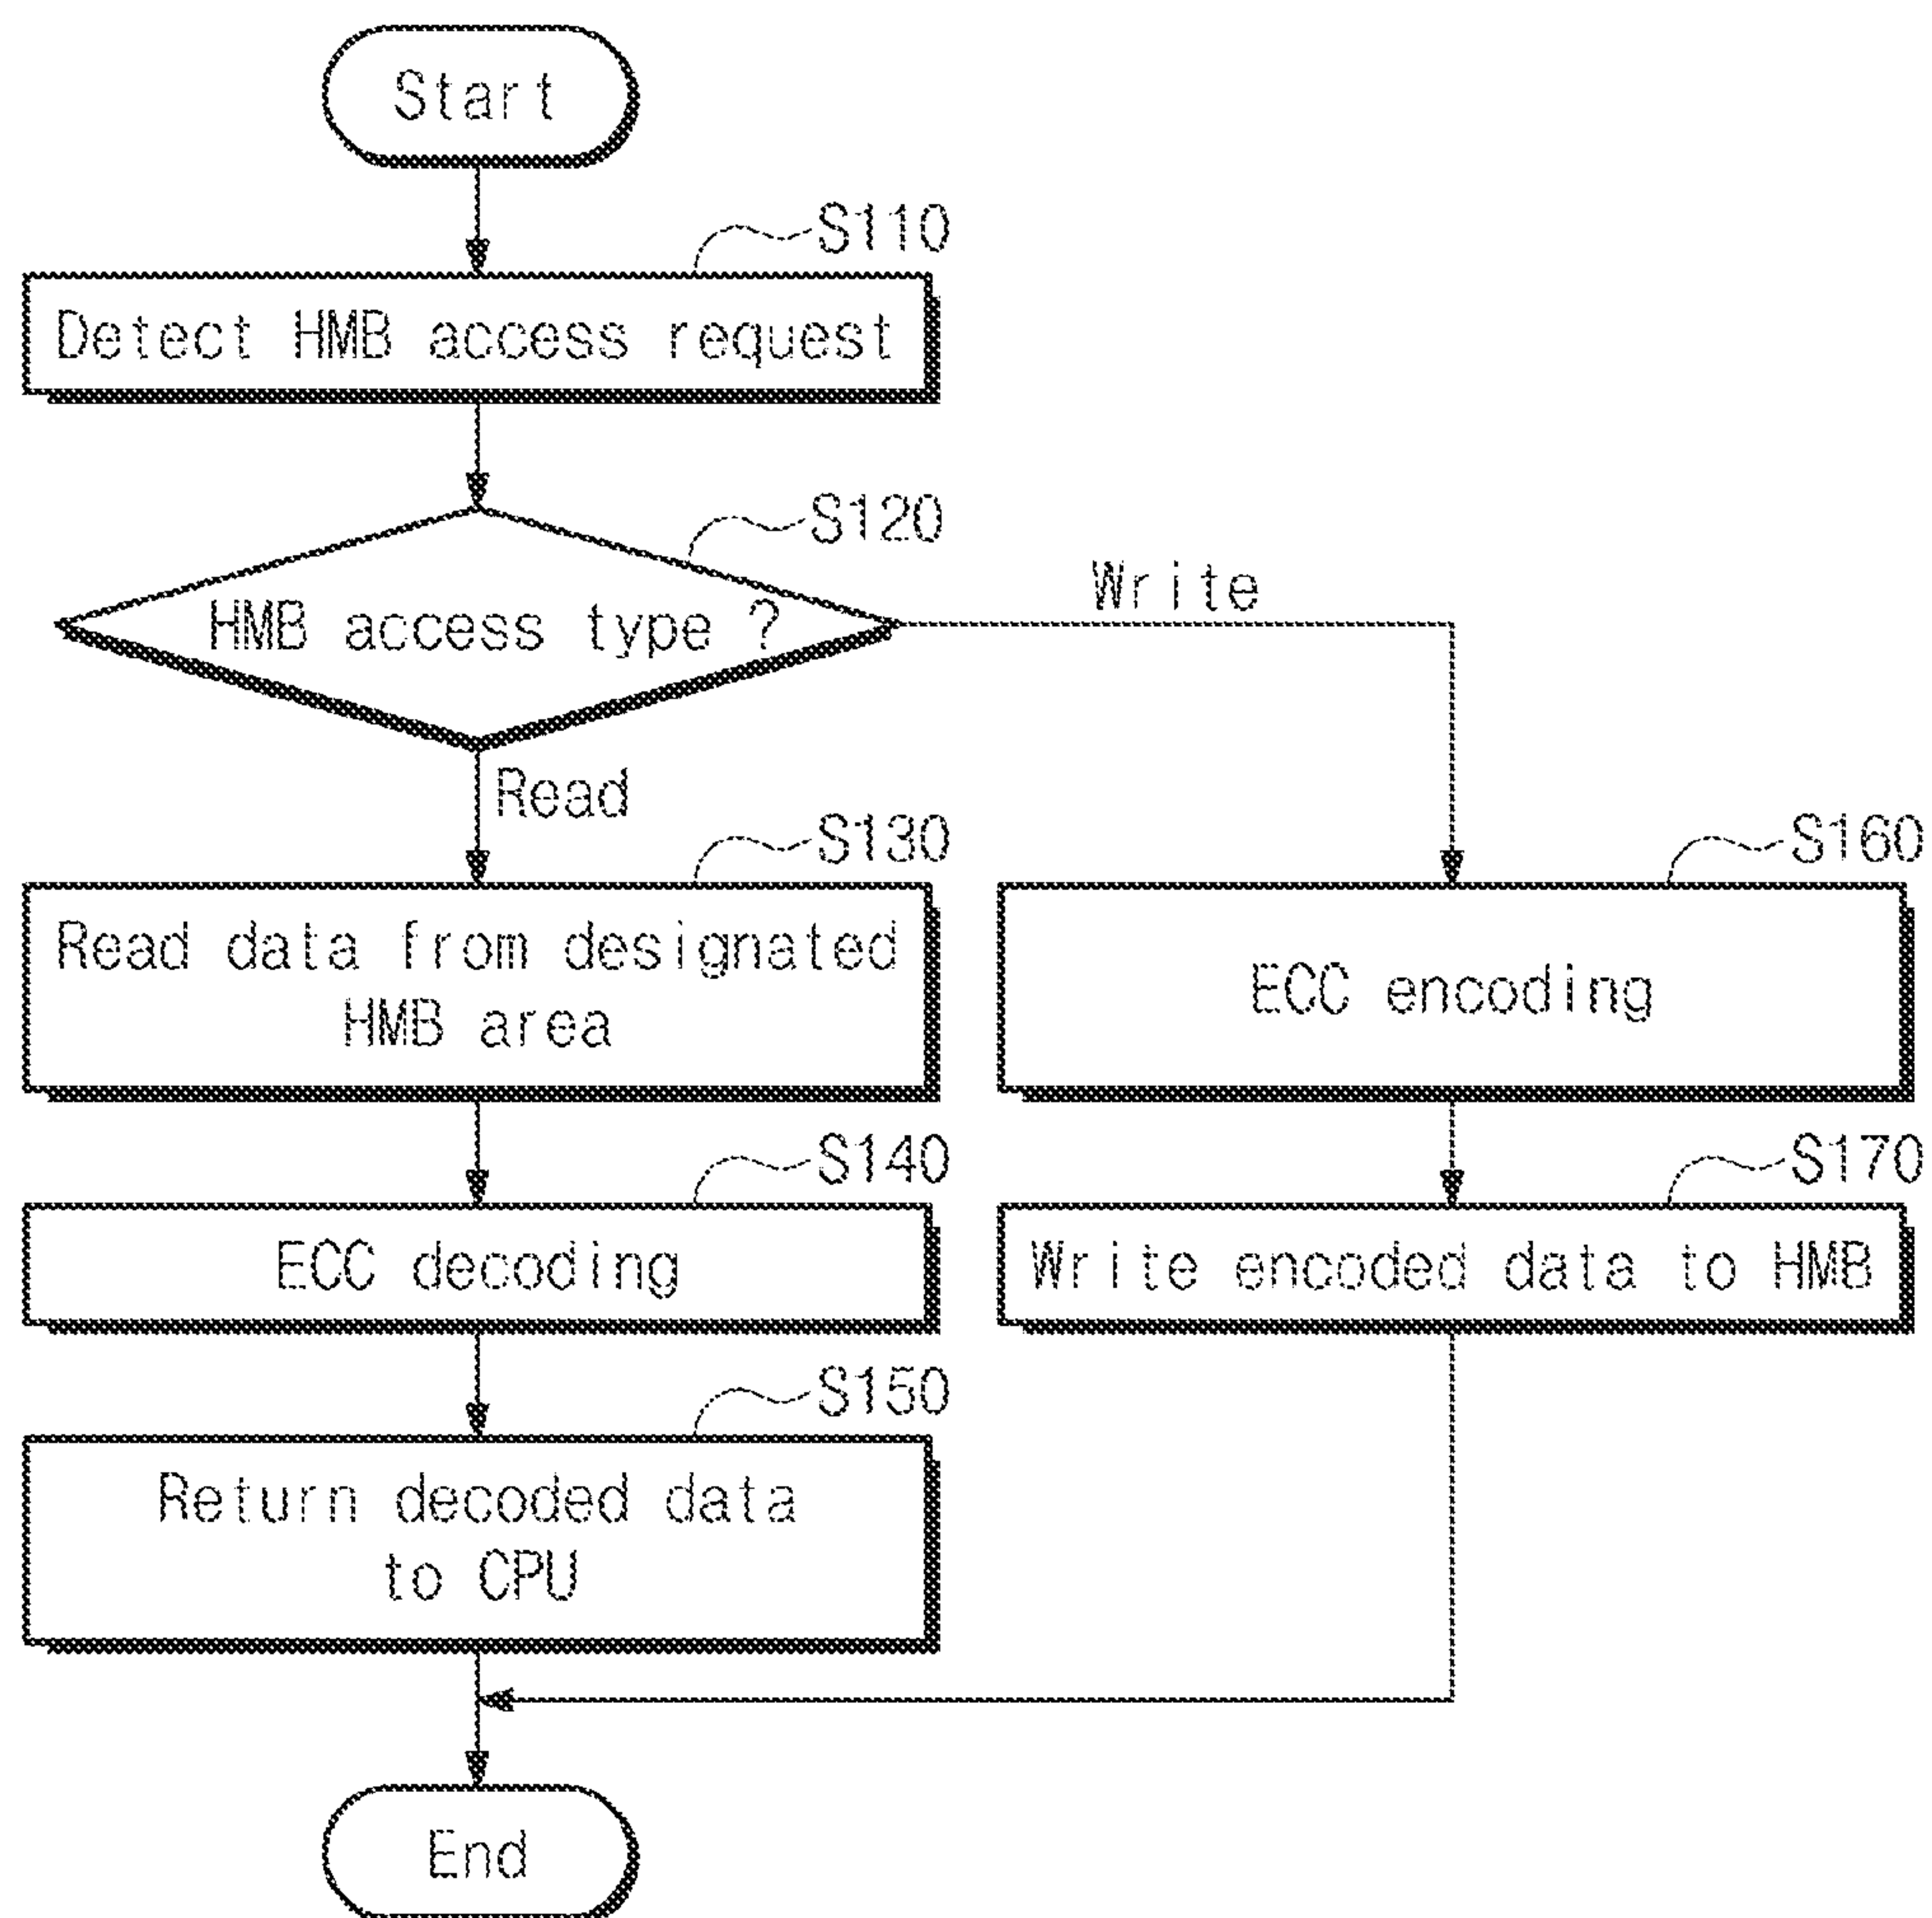 Start
S110
Detect HMB access request
S120
HMB access type ?
Write
Read
S130
Read data from designated
HMB area
S160
ECC encoding
S140
ECC decoding
S170
Write encoded data to HMB
S150
Return decoded data
to CPU
End